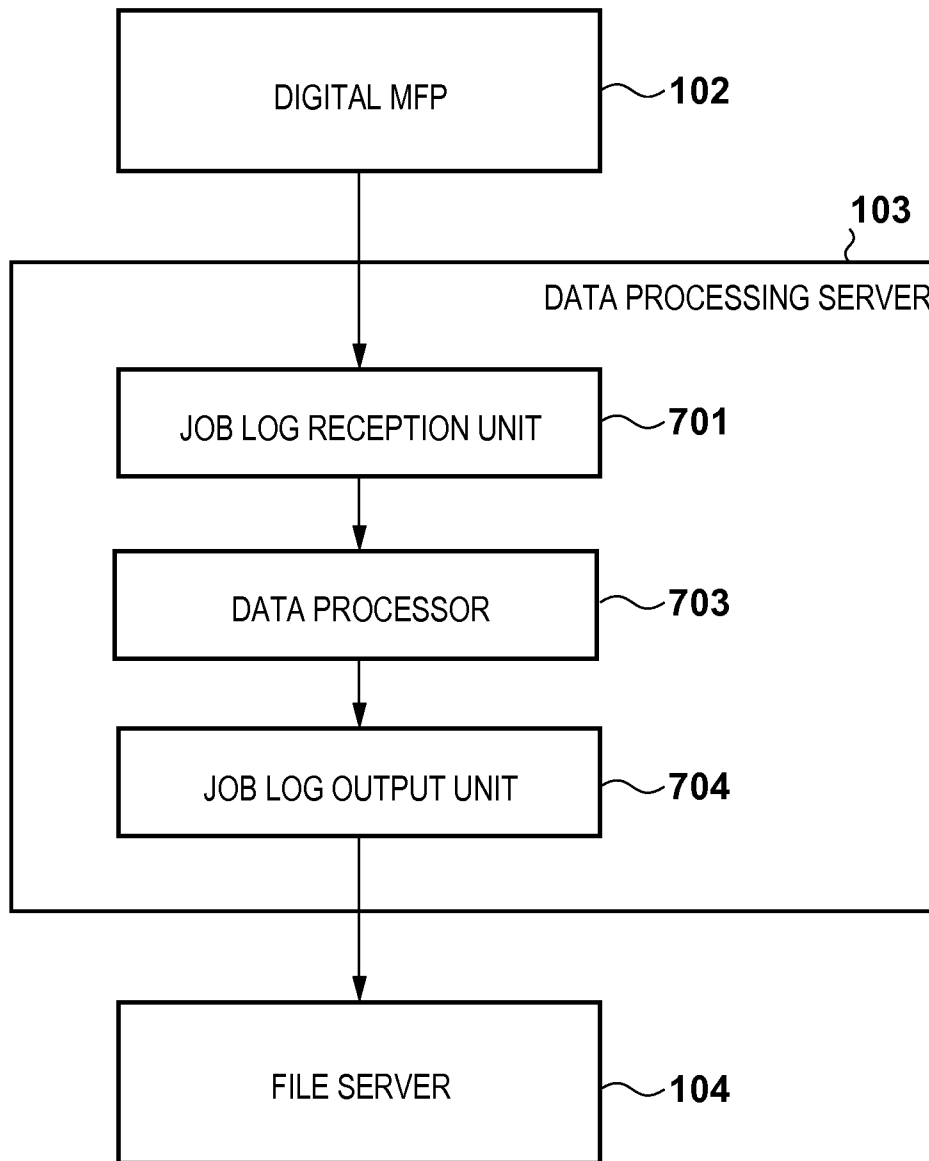 DIGITAL MFP
102
103
DATA PROCESSING SERVER
JOB LOG RECEPTION UNIT
701
DATA PROCESSOR
703
JOB LOG OUTPUT UNIT
704
FILE SERVER
104